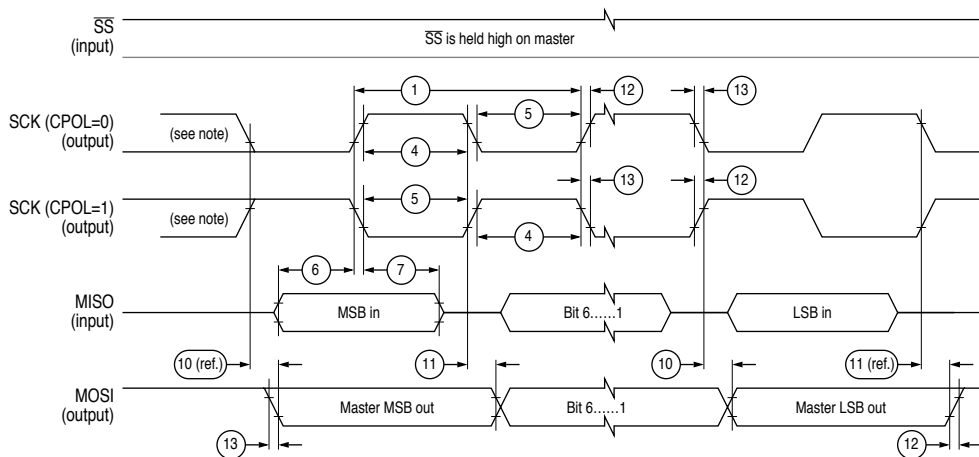 SS
(input)
SS is held high on master
1
12
13
5
SCK (CPOL=0)
(output)
(see note)
4
13
12
5
SCK (CPOL=1)
(output)
(see note)
4
6
7
MISO
(input)
MSB in
Bit 6......1
LSB in
10 (ref.)
11
10
11 (ref.)
MOSI
(output)
Master MSB out
Bit 6......1
Master LSB out
13
12